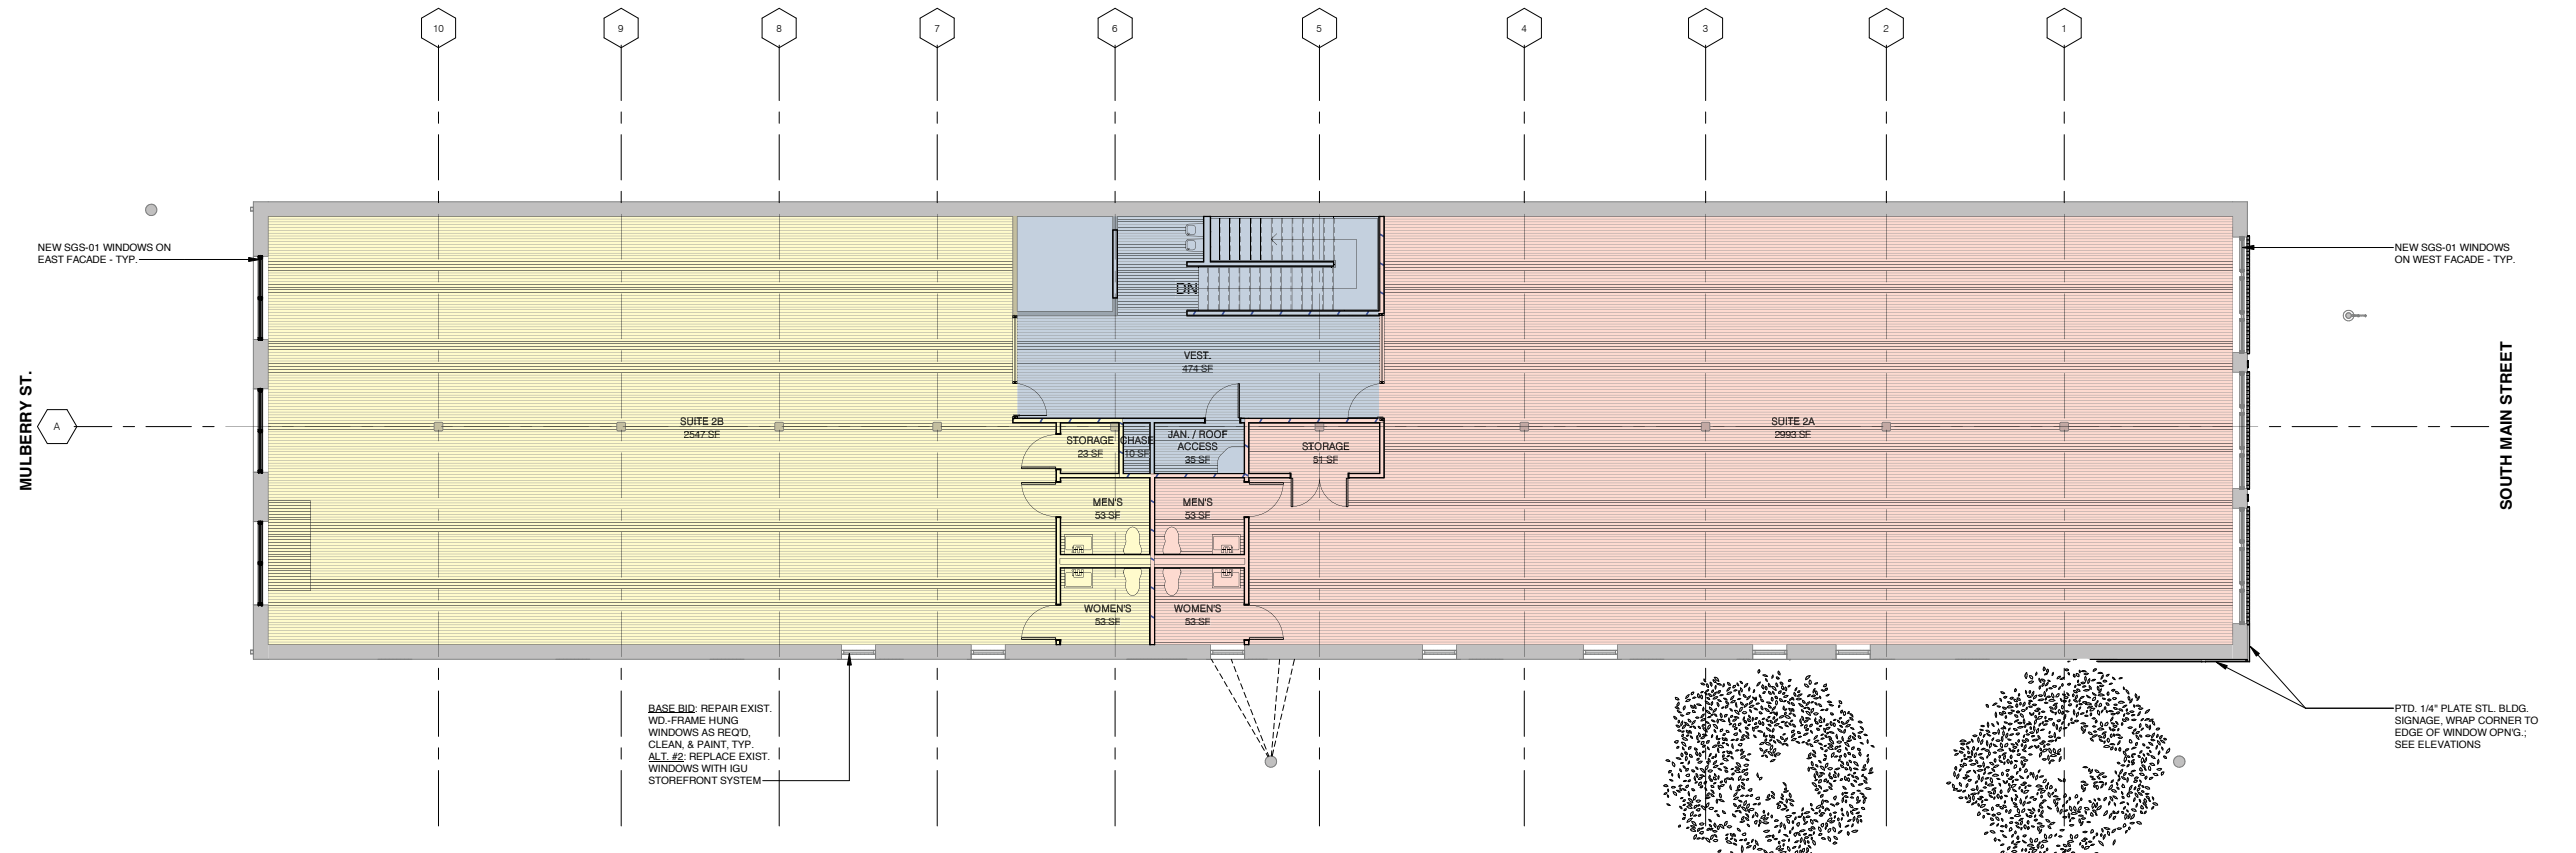 10
9
8
7
6
5
4
3
2
1
NEW SGS-01 WINDOWS ON
EAST FACADE - TYP.
NEW SGS-01 WINDOWS
ON WEST FACADE - TYP.
MULBERRY ST.
A
SOUTH MAIN STREET
DN
VEST.
474 SF
SUITE 2B
2547 SF
SUITE 2A
2993 SF
STORAGE
23 SF
CHASE
10 SF
JAN. / ROOF
ACCESS
35 SF
STORAGE
51 SF
MEN'S
53 SF
MEN'S
53 SF
WOMEN'S
53 SF
WOMEN'S
53 SF
BASE BID: REPAIR EXIST.
WD.-FRAME HUNG
WINDOWS AS REQ'D,
CLEAN, & PAINT, TYP.
ALT. #2: REPLACE EXIST.
WINDOWS WITH IGU
STOREFRONT SYSTEM
PTD. 1/4" PLATE STL. BLDG.
SIGNAGE, WRAP CORNER TO
EDGE OF WINDOW OPN'G.;
SEE ELEVATIONS